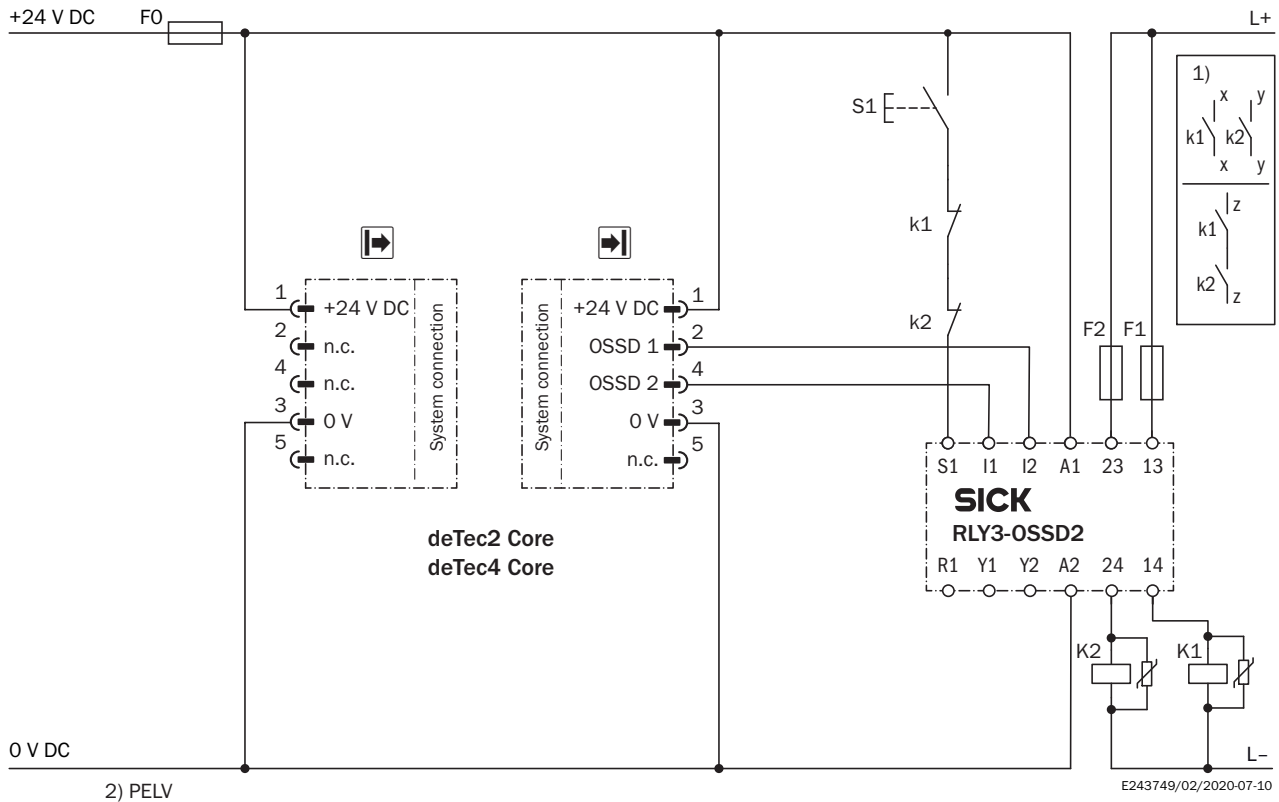 +24 V DC
F0
L+
1)
x
y
k1
k2
x
y
z
k1
k2
z
S1
k1
k2
1
+24 V DC
2
n.c.
4
n.c.
3
0 V
5
n.c.
System connection
System connection
+24 V DC
1
OSSD 1
2
OSSD 2
4
0 V
3
n.c.
5
deTec2 Core
deTec4 Core
F2
F1
S1 I1 I2 A1 23 13
SICK
RLY3-OSSD2
R1 Y1 Y2 A2 24 14
K2
K1
0 V DC
L–
2) PELV
E243749/02/2020-07-10